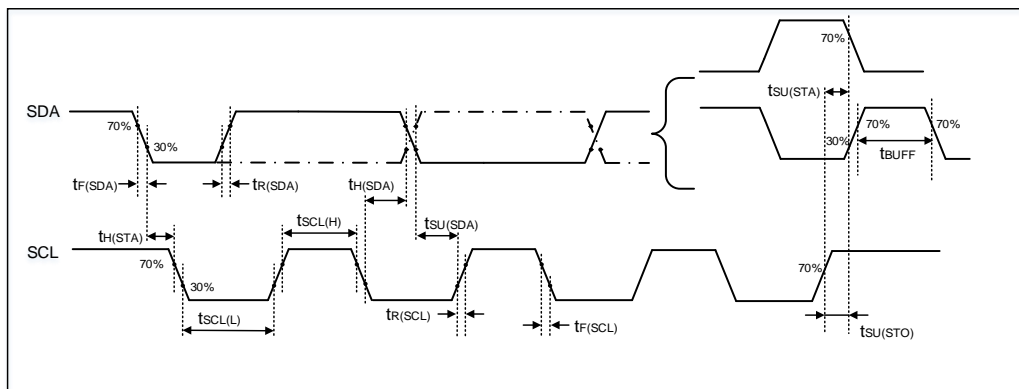 70%
tSU(STA)
SDA
70%
30%
30%
70%
70%
tBUFF
tF(SDA)
tR(SDA)
tH(SDA)
tSCL(H)
tSU(SDA)
tH(STA)
SCL
70%
30%
70%
tSCL(L)
tR(SCL)
tF(SCL)
tSU(STO)